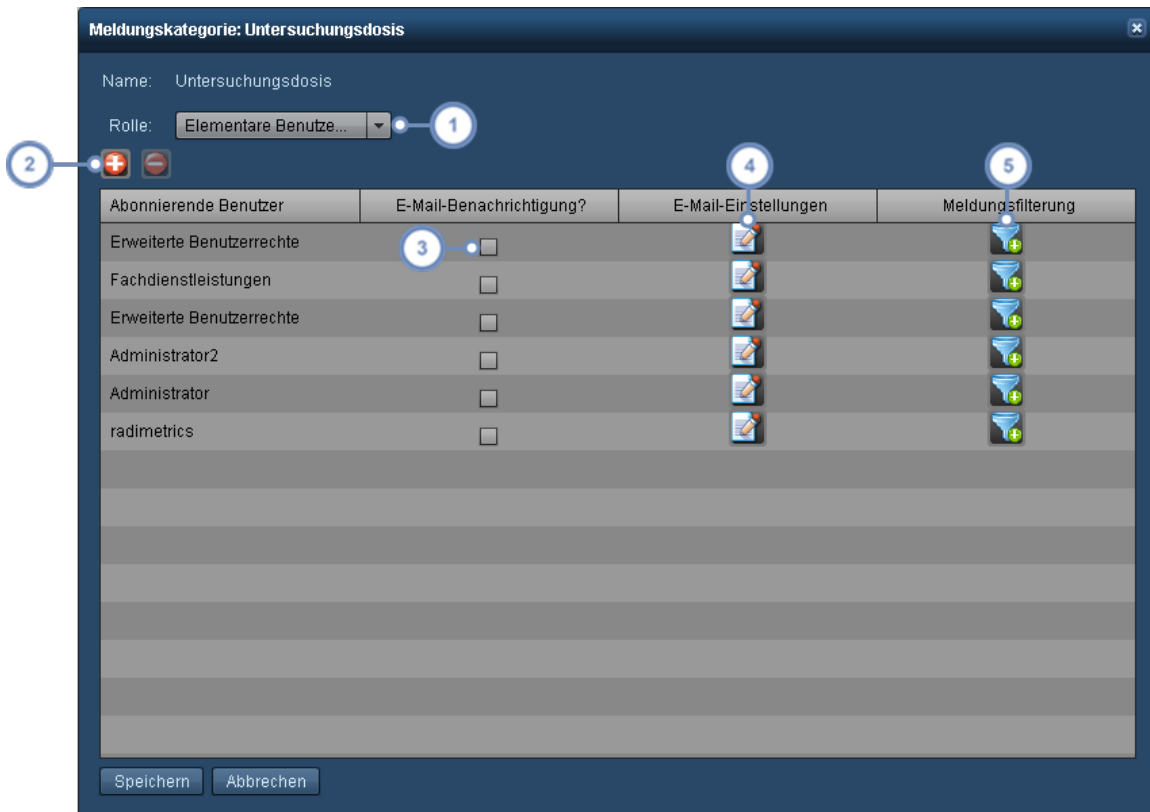 Meldungskategorie: Untersuchungsdosis
Name: Untersuchungsdosis
Rolle: Elementare Benutze... 1
2
4 5
Abonnierende Benutzer E-Mail-Benachrichtigung? E-Mail-Einstellungen Meldungsfilterung
Erweiterte Benutzerrechte 3
Fachdienstleistungen
Erweiterte Benutzerrechte
Administrator2
Administrator
radimetrics
Speichern Abbrechen